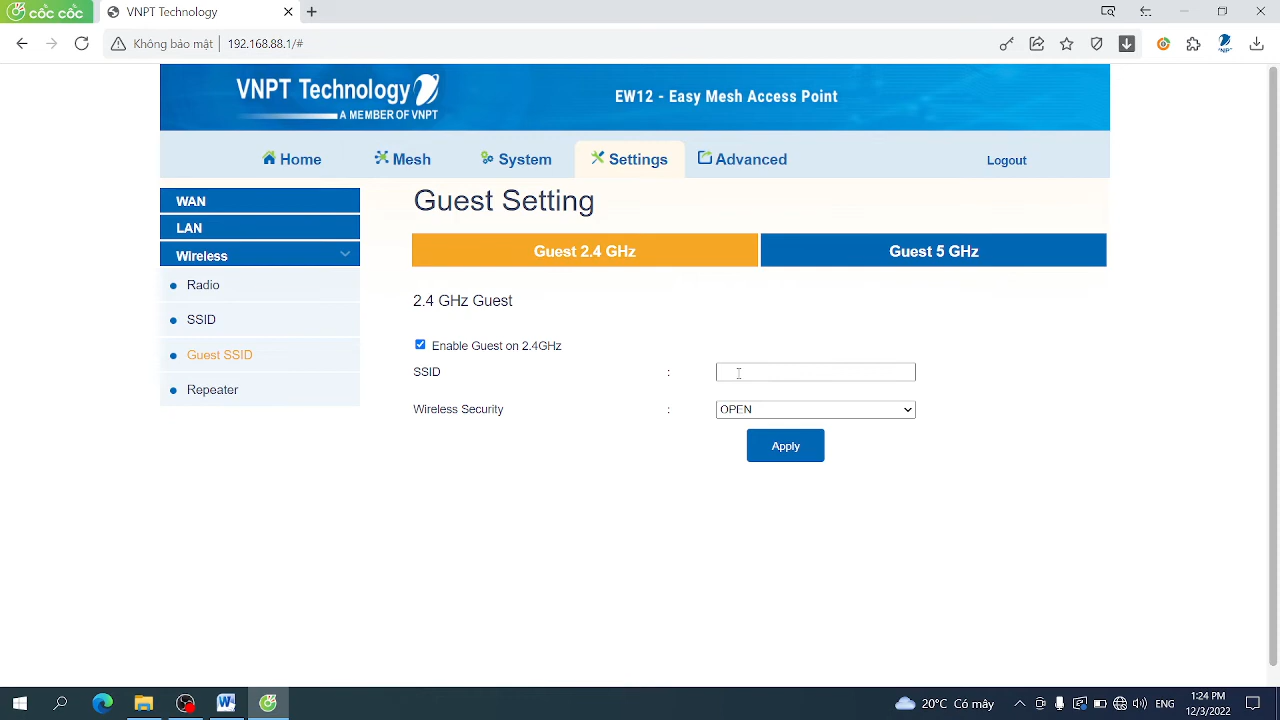 CỐC CỐC
VNPT Technology
Không bảo mật
192.168.88.1/#
VNPT
VNPT Technology
A MEMBER OF VNPT
EW12 - Easy Mesh Access Point
Home
Mesh
System
Settings
Advanced
Logout
WAN
LAN
Wireless
Radio
SSID
Guest SSID
Repeater
Guest Setting
Guest 2.4 GHz
Guest 5 GHz
2.4 GHz Guest
Enable Guest on 2.4GHz
SSID :
Wireless Security : OPEN
Apply
20°C Có mây
ENG
1:24 PM
12/3/2022